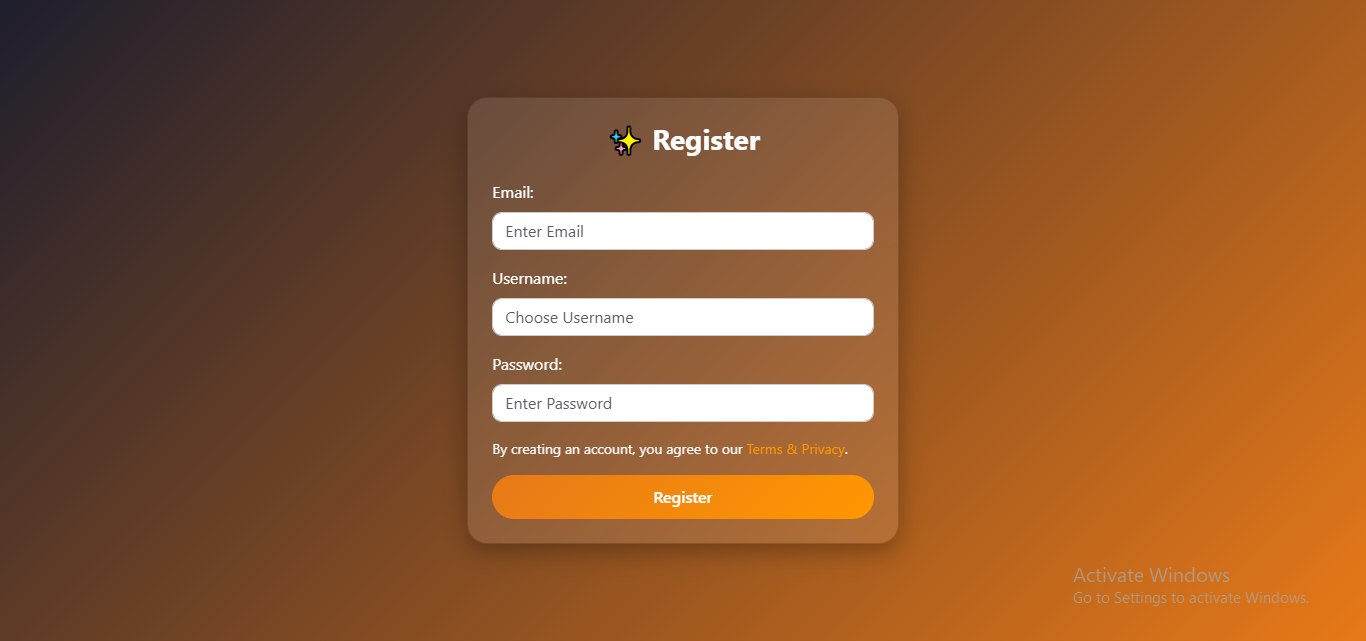 Register
Email:
Enter Email
Username:
Choose Username
Password:
Enter Password
By creating an account, you agree to our Terms & Privacy.
Register
Activate Windows
Go to Settings to activate Windows.